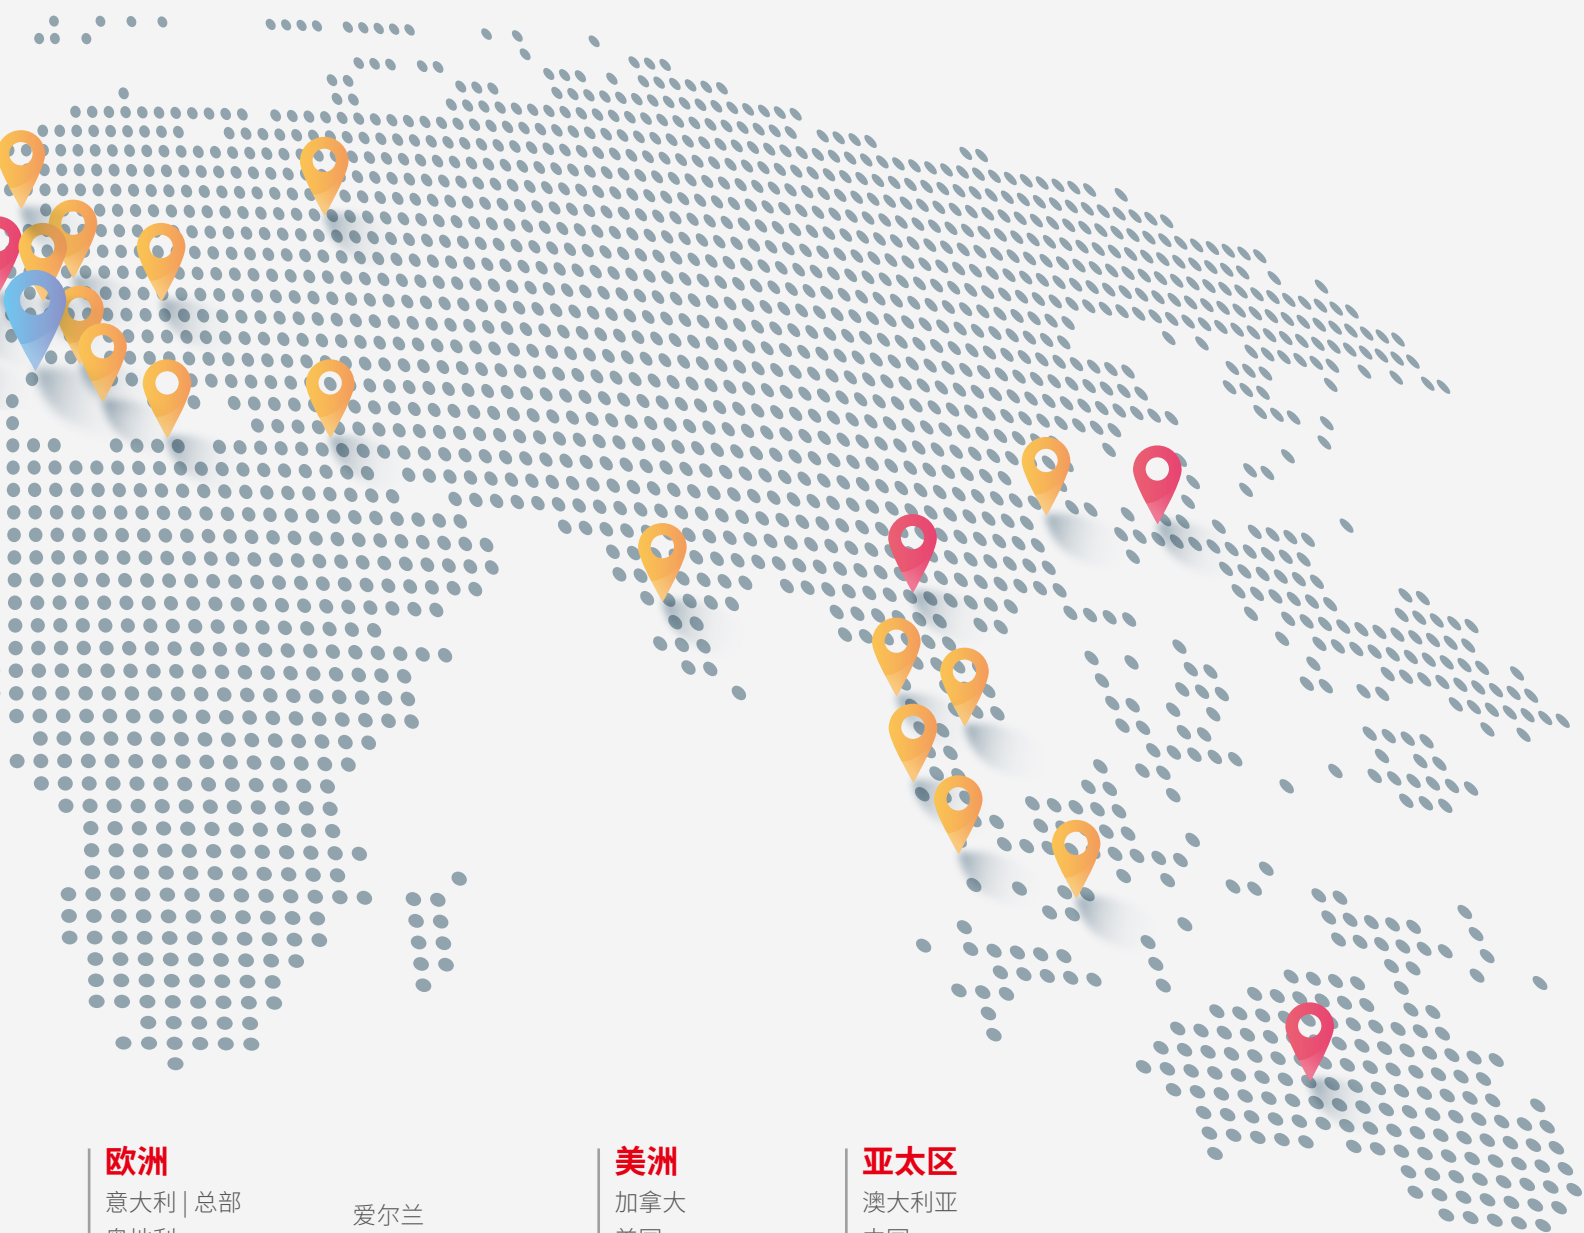 欧洲
意大利 | 总部
爱尔兰
美洲
加拿大
亚太区
澳大利亚